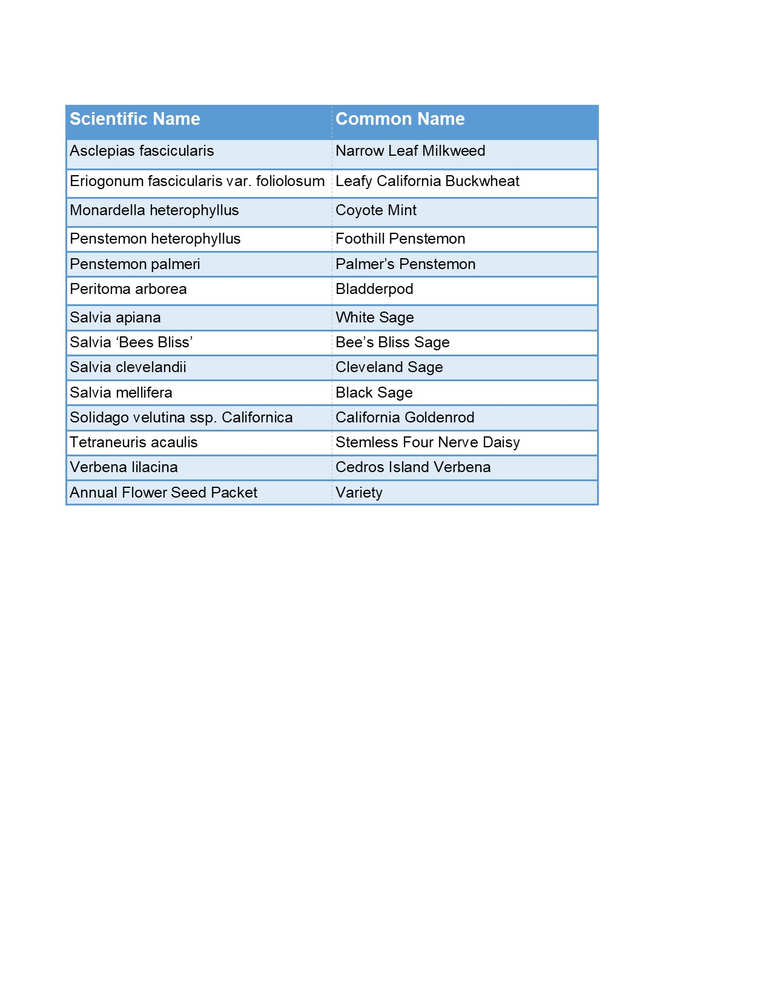 Scientific Name Common Name
Asclepias fascicularis Narrow Leaf Milkweed
Eriogonum fascicularis var. foliolosum Leafy California Buckwheat
Monardella heterophyllus Coyote Mint
Penstemon heterophyllus Foothill Penstemon
Penstemon palmeri Palmer’s Penstemon
Peritoma arborea Bladderpod
Salvia apiana White Sage
Salvia ‘Bees Bliss’ Bee’s Bliss Sage
Salvia clevelandii Cleveland Sage
Salvia mellifera Black Sage
Solidago velutina ssp. Californica California Goldenrod
Tetraneuris acaulis Stemless Four Nerve Daisy
Verbena lilacina Cedros Island Verbena
Annual Flower Seed Packet Variety